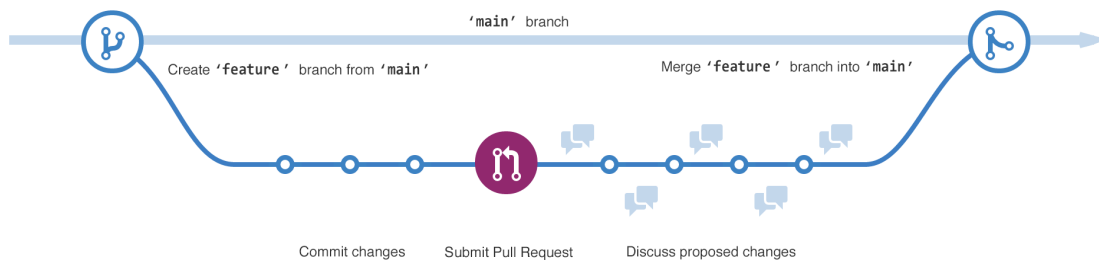 ‘main’ branch
Create ‘feature’ branch from ‘main’
Merge ‘feature’ branch into ‘main’
Commit changes
Submit Pull Request
Discuss proposed changes